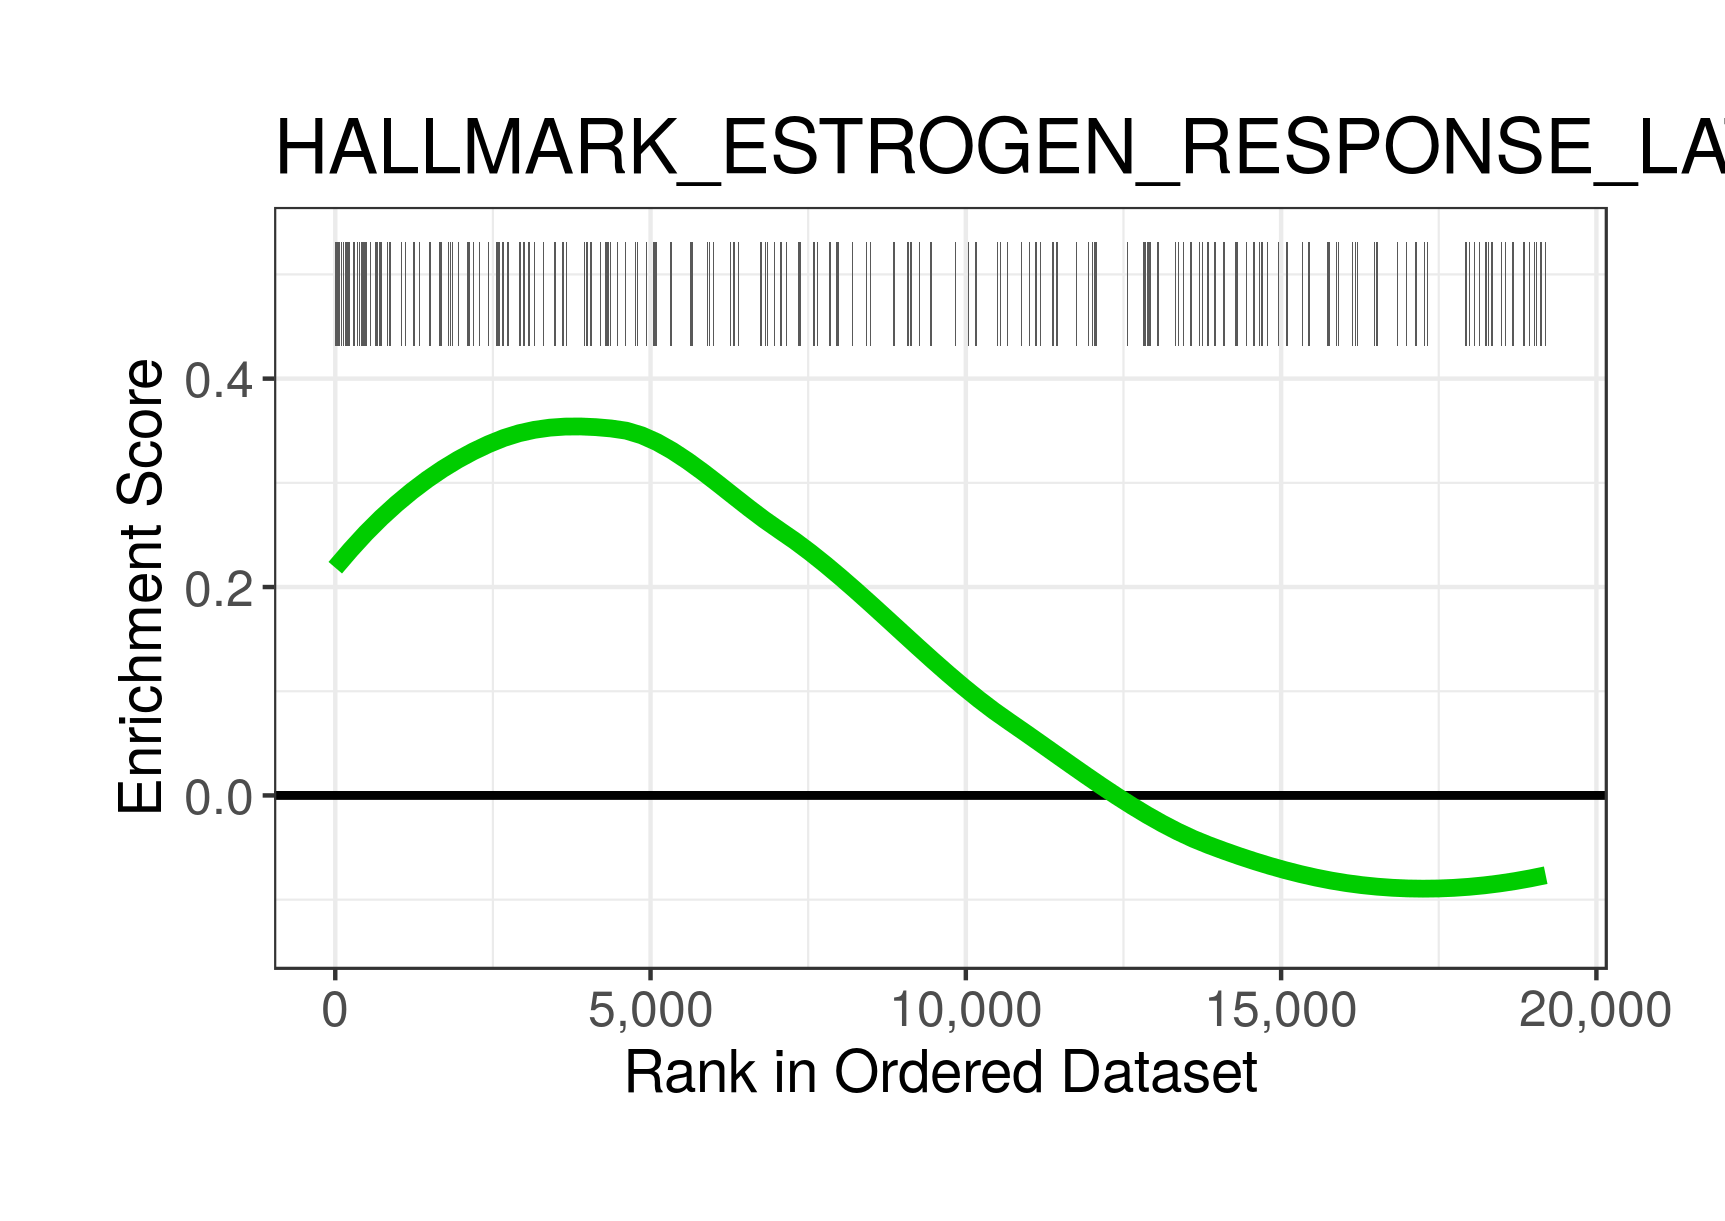 HALLMARK_ESTROGEN_RESPONSE_LA
Enrichment Score
0.4
0.2
0.0
0 5,000 10,000 15,000 20,000
Rank in Ordered Dataset